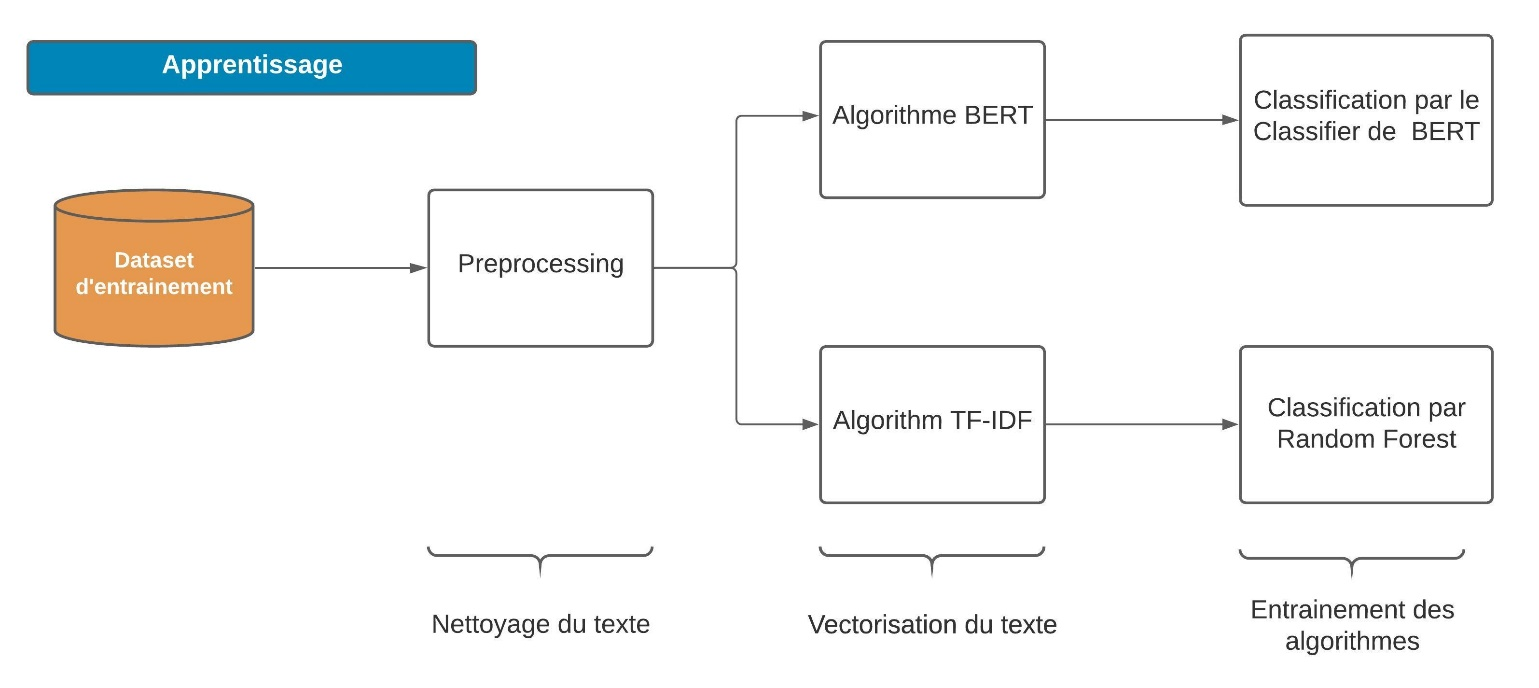 Apprentissage
Dataset
d'entrainement
Preprocessing
Algorithme BERT
Classification par le
Classifier de BERT
Algorithm TF-IDF
Classification par
Random Forest
Nettoyage du texte
Vectorisation du texte
Entrainement des
algorithmes